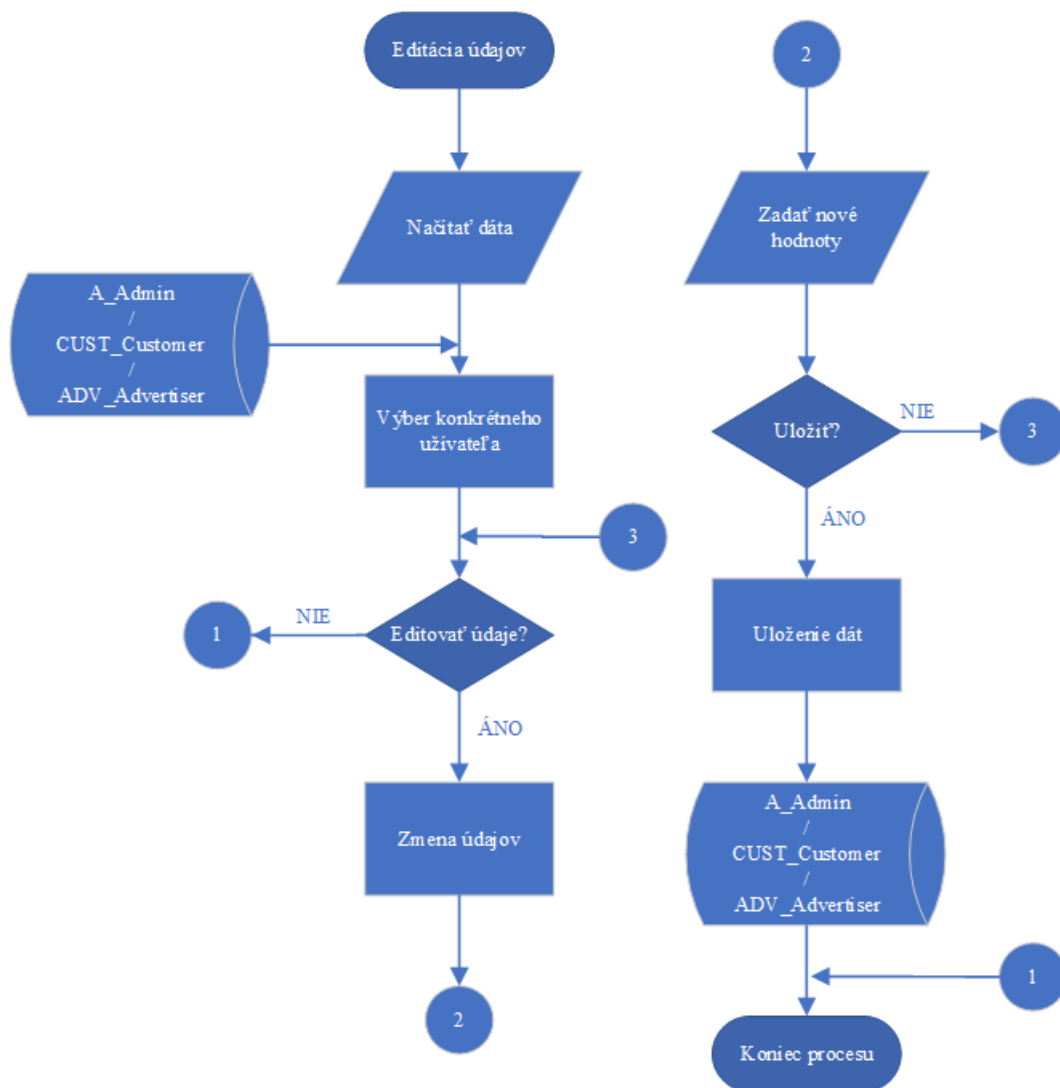 Editácia údajov
Načítať dáta
A_Admin
/
CUST_Customer
/
ADV_Advertiser
Výber konkrétneho
užívateľa
3
Editovať údaje?
NIE
1
ÁNO
Zmena údajov
2
2
Zadať nové
hodnoty
Uložiť?
NIE
3
ÁNO
Uloženie dát
A_Admin
/
CUST_Customer
/
ADV_Advertiser
1
Koniec procesu